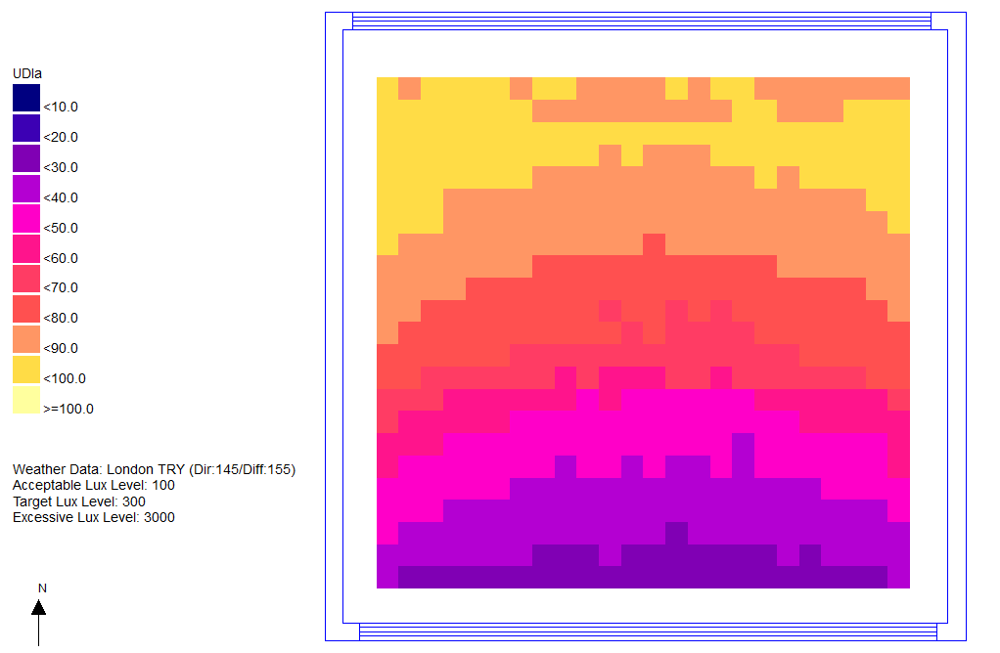 UDIa
<10.0
<20.0
<30.0
<40.0
<50.0
<60.0
<70.0
<80.0
<90.0
<100.0
>=100.0
Weather Data: London TRY (Dir:145/Diff:155)
Acceptable Lux Level: 100
Target Lux Level: 300
Excessive Lux Level: 3000
N